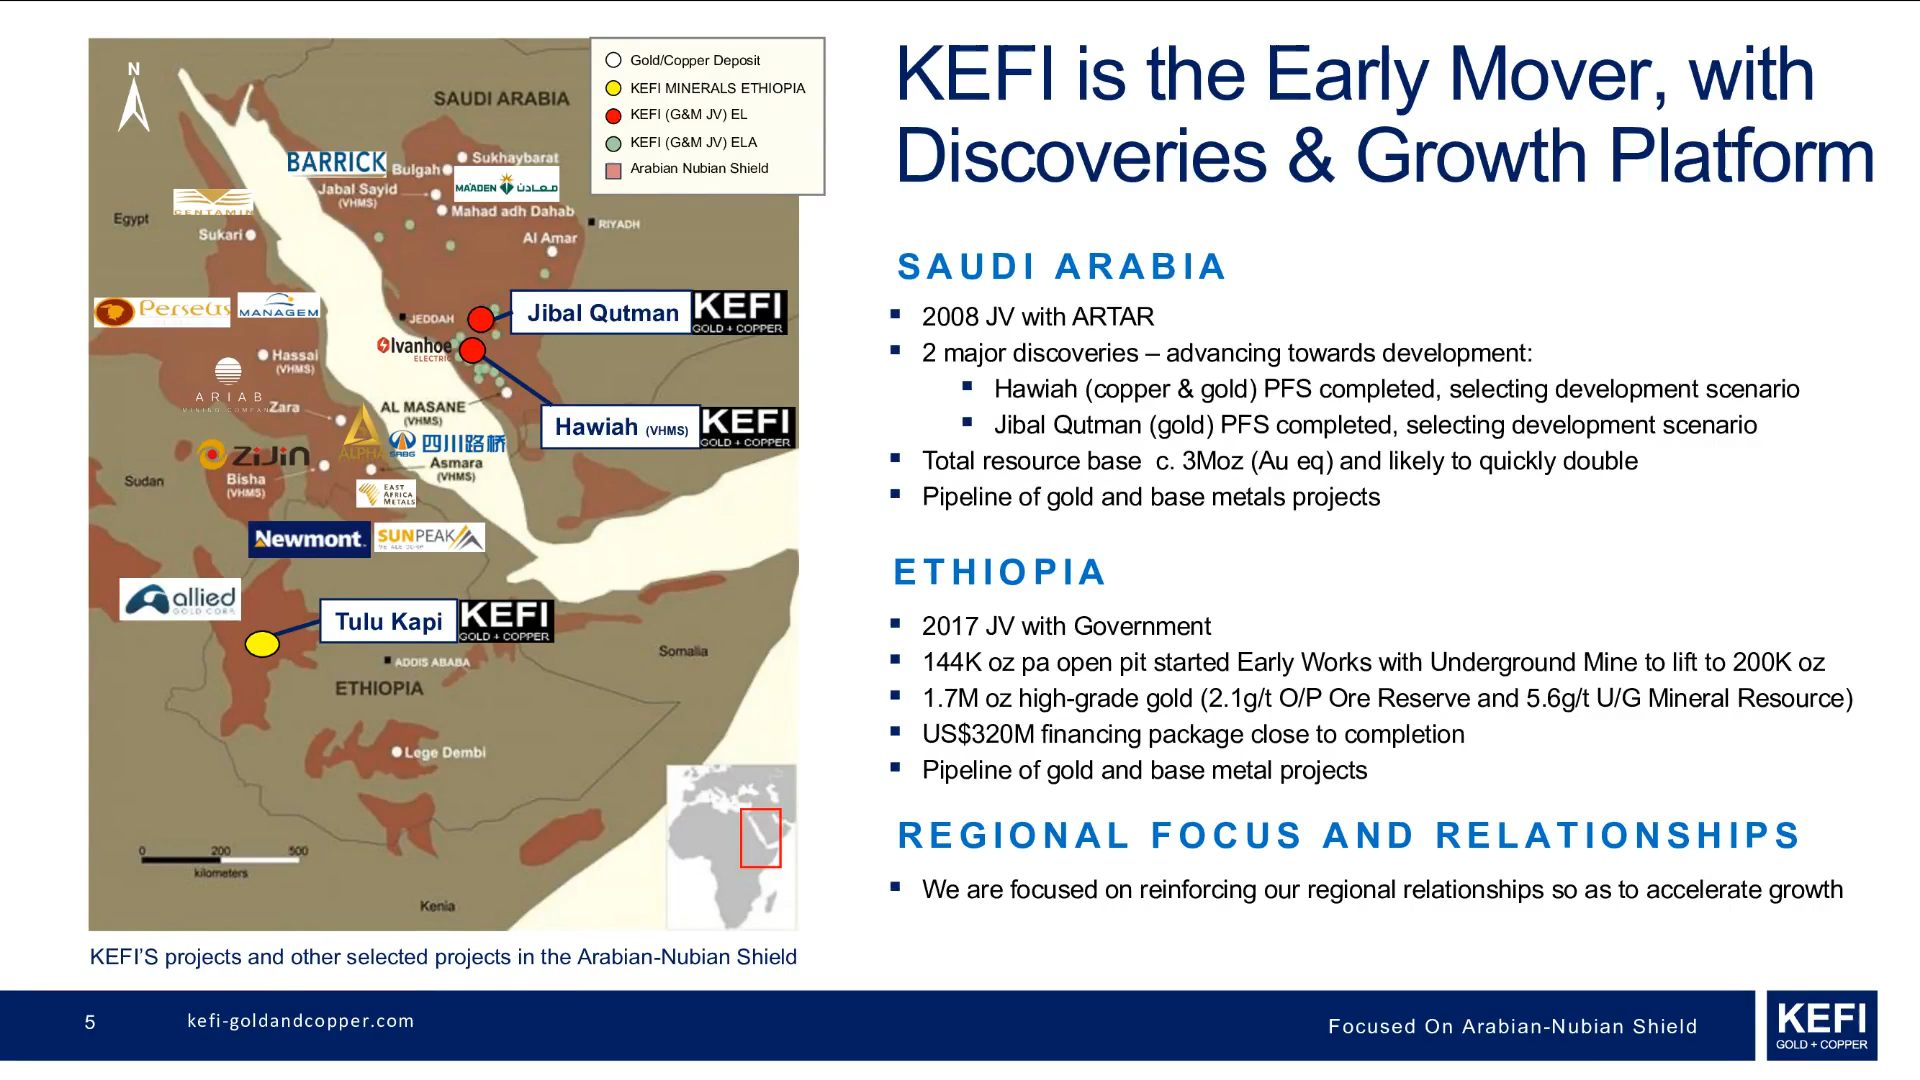 KEFI is the Early Mover, with
Discoveries & Growth Platform
N
SAUDI ARABIA
Gold/Copper Deposit
KEFI MINERALS ETHIOPIA
KEFI (G&M JV) EL
KEFI (G&M JV) ELA
Arabian Nubian Shield
BARRICK
Bulgah
Sukhaybarat
Jabal Sayid
(VHMS)
MA'ADEN معادن
Mahad adh Dahab
CENTAMIN
Egypt
Sukari
RIYADH
Al Amar
Perseus
MANAGEM
JEDDAH
Jibal Qutman
KEFI
GOLD + COPPER
Ivanhoe
ELECTRIC
Hassai
(VHMS)
ARIAB
MINING COMPANY
Zara
AL MASANE
(VHMS)
Hawiah (VHMS)
KEFI
GOLD + COPPER
ALPHA
SRBG 四川路桥
ZIJIN
Asmara
(VHMS)
Sudan
Bisha
(VHMS)
EAST
AFRICA
METALS
Newmont.
SUNPEAK
allied
GOLD CORP.
Tulu Kapi
KEFI
GOLD + COPPER
ADDIS ABABA
Somalia
ETHIOPIA
Lege Dembi
0 200 500
kilometers
Kenia
KEFI'S projects and other selected projects in the Arabian-Nubian Shield
SAUDI ARABIA
2008 JV with ARTAR
2 major discoveries – advancing towards development:
Hawiah (copper & gold) PFS completed, selecting development scenario
Jibal Qutman (gold) PFS completed, selecting development scenario
Total resource base c. 3Moz (Au eq) and likely to quickly double
Pipeline of gold and base metals projects
ETHIOPIA
2017 JV with Government
144K oz pa open pit started Early Works with Underground Mine to lift to 200K oz
1.7M oz high-grade gold (2.1g/t O/P Ore Reserve and 5.6g/t U/G Mineral Resource)
US$320M financing package close to completion
Pipeline of gold and base metal projects
REGIONAL FOCUS AND RELATIONSHIPS
We are focused on reinforcing our regional relationships so as to accelerate growth
5
kefi-goldandcopper.com
Focused On Arabian-Nubian Shield
KEFI
GOLD + COPPER